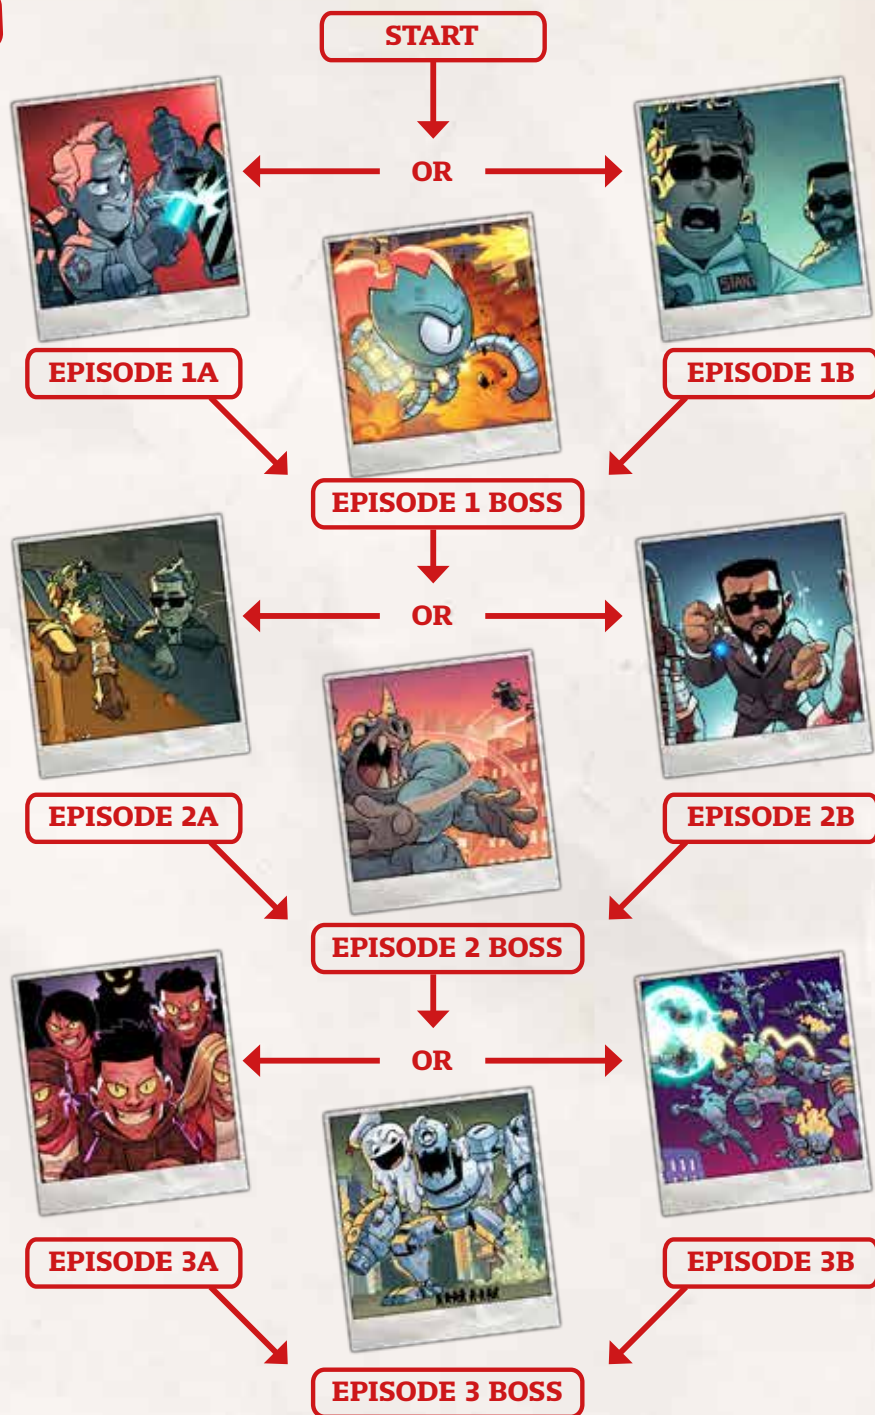 START
OR
STANT
EPISODE 1A
EPISODE 1B
EPISODE 1 BOSS
OR
EPISODE 2A
EPISODE 2B
EPISODE 2 BOSS
OR
EPISODE 3A
EPISODE 3B
EPISODE 3 BOSS